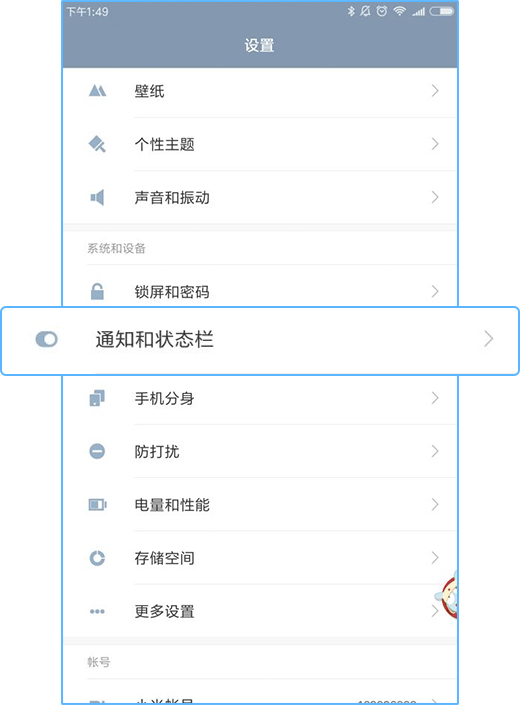 下午1:49
设置
壁纸
个性主题
声音和振动
系统和设备
锁屏和密码
通知和状态栏
手机分身
防打扰
电量和性能
存储空间
更多设置
帐号
小米帐号